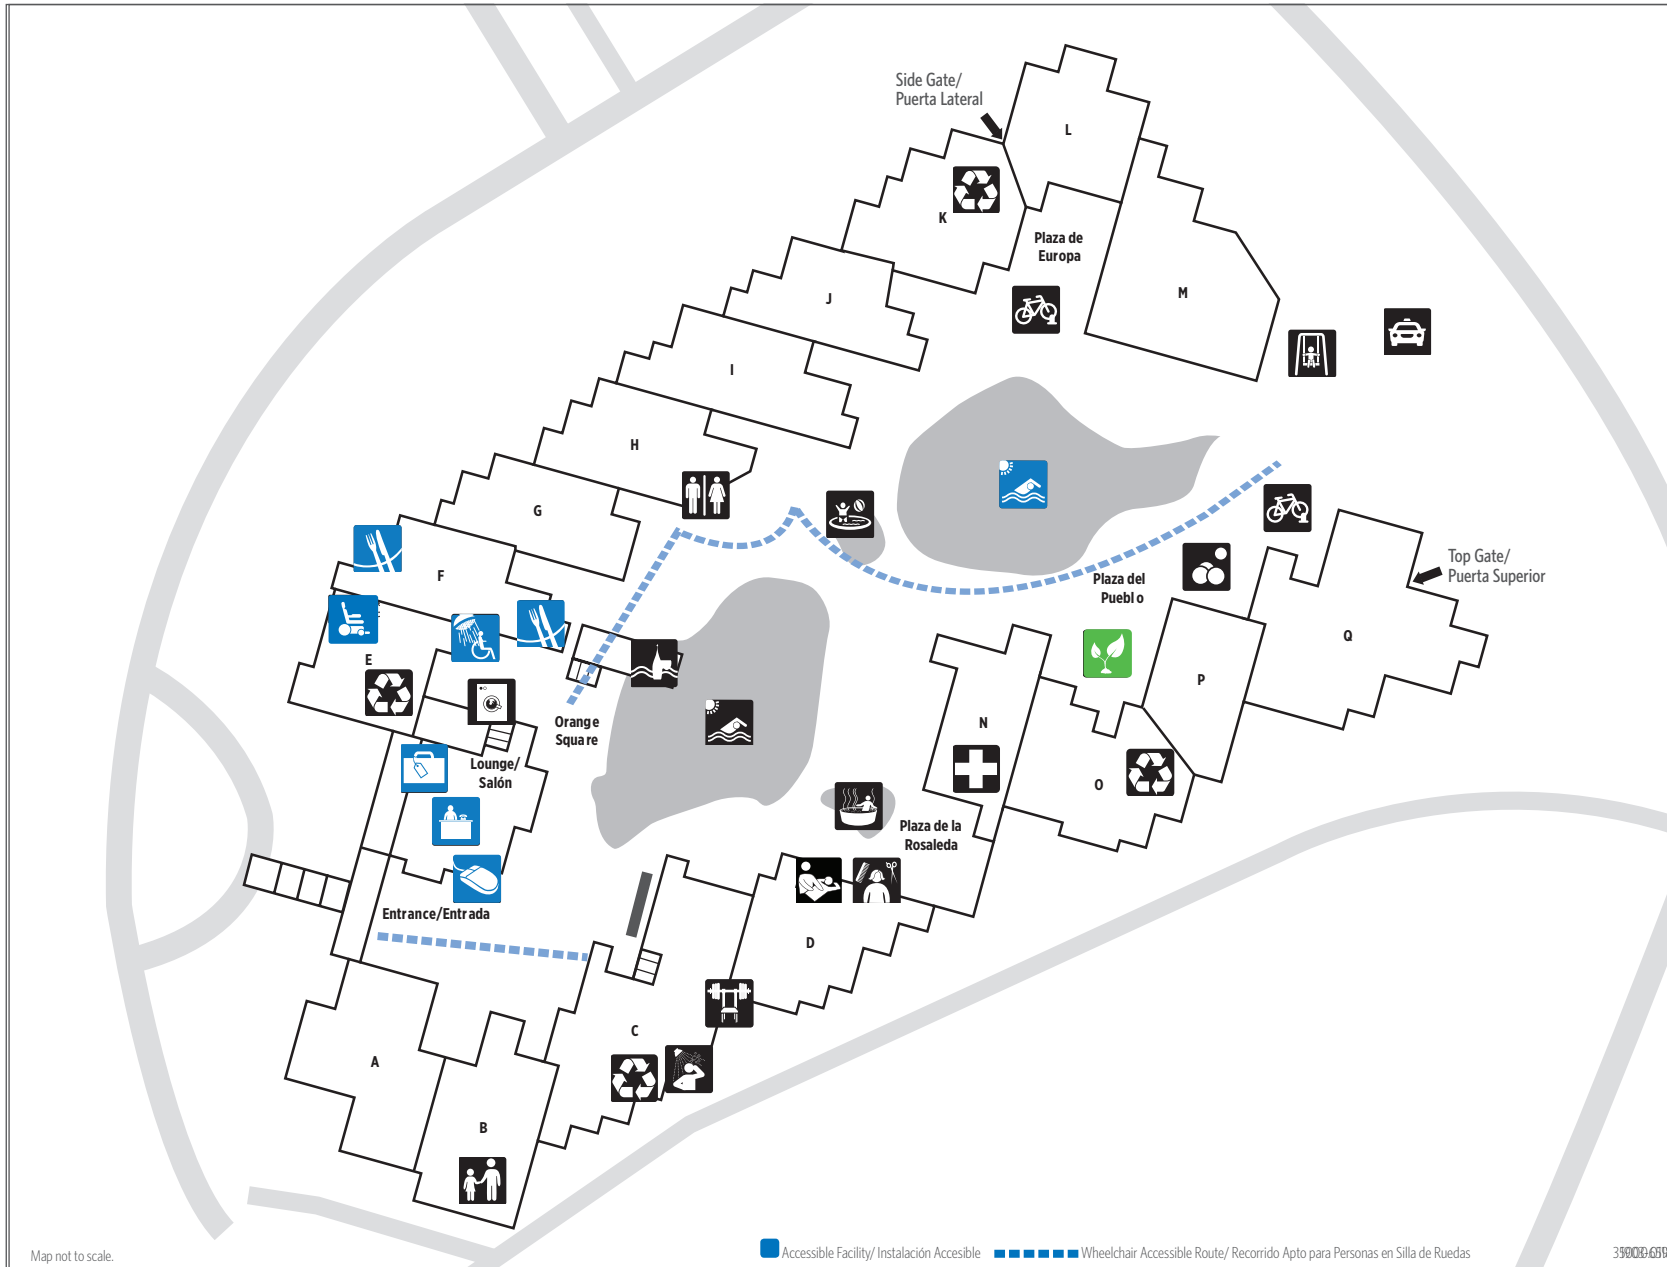 Side Gate/
Puerta Lateral
L
K
Plaza de
Europa
M
J
I
H
G
F
E
Top Gate/
Puerta Superior
Plaza del
Pueblo
Q
P
N
O
Orange
Square
Lounge/
Salón
Plaza de la
Rosaleda
Entrance/Entrada
D
C
A
B
Map not to scale.
Accessible Facility/ Instalación Accesible
Wheelchair Accessible Route/ Recorrido Apto para Personas en Silla de Ruedas